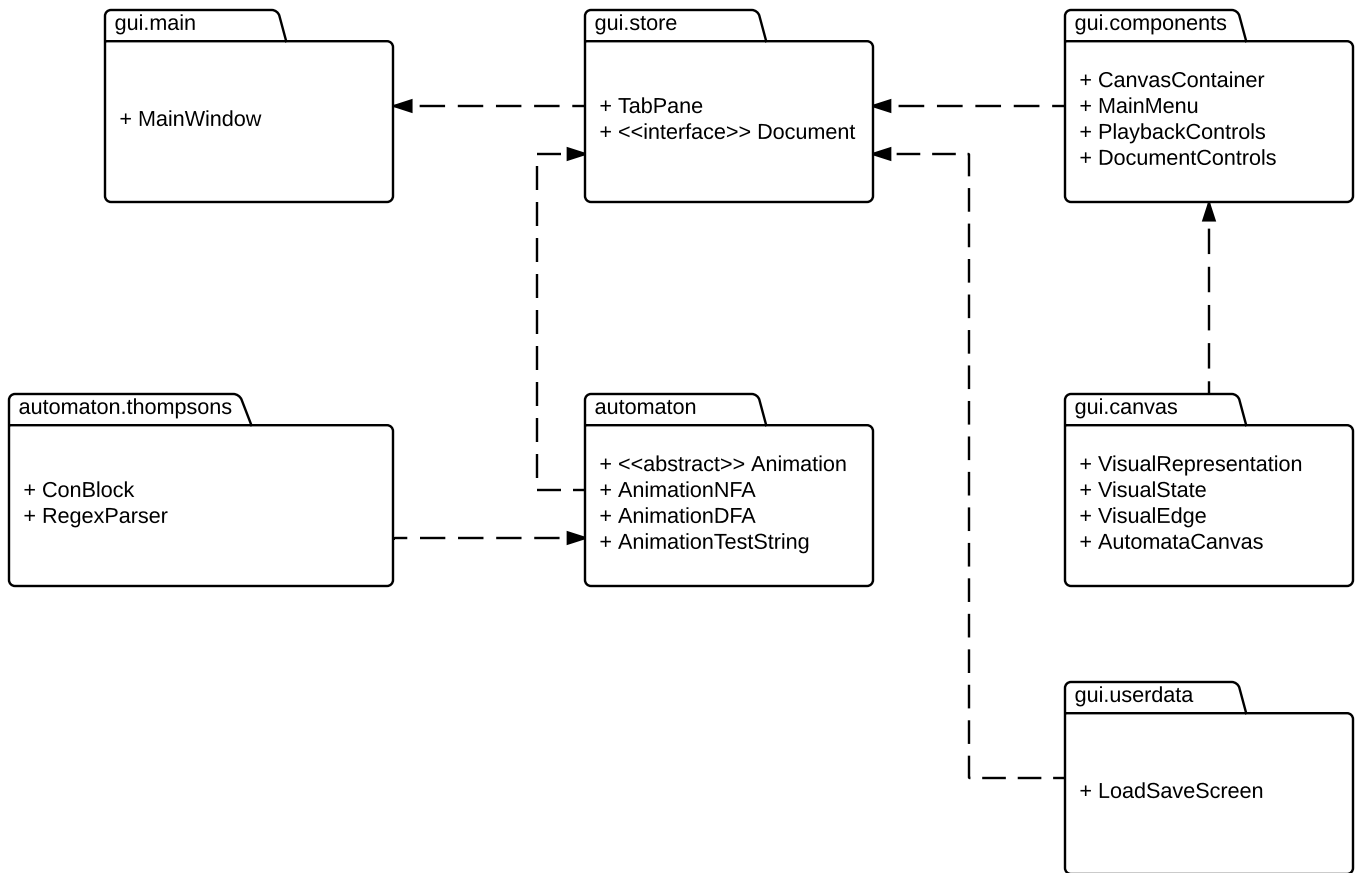 gui.main
+ MainWindow
gui.store
+ TabPane
+ <<interface>> Document
gui.components
+ CanvasContainer
+ MainMenu
+ PlaybackControls
+ DocumentControls
automaton.thompsons
+ ConBlock
+ RegexParser
automaton
+ <<abstract>> Animation
+ AnimationNFA
+ AnimationDFA
+ AnimationTestString
gui.canvas
+ VisualRepresentation
+ VisualState
+ VisualEdge
+ AutomataCanvas
gui.userdata
+ LoadSaveScreen